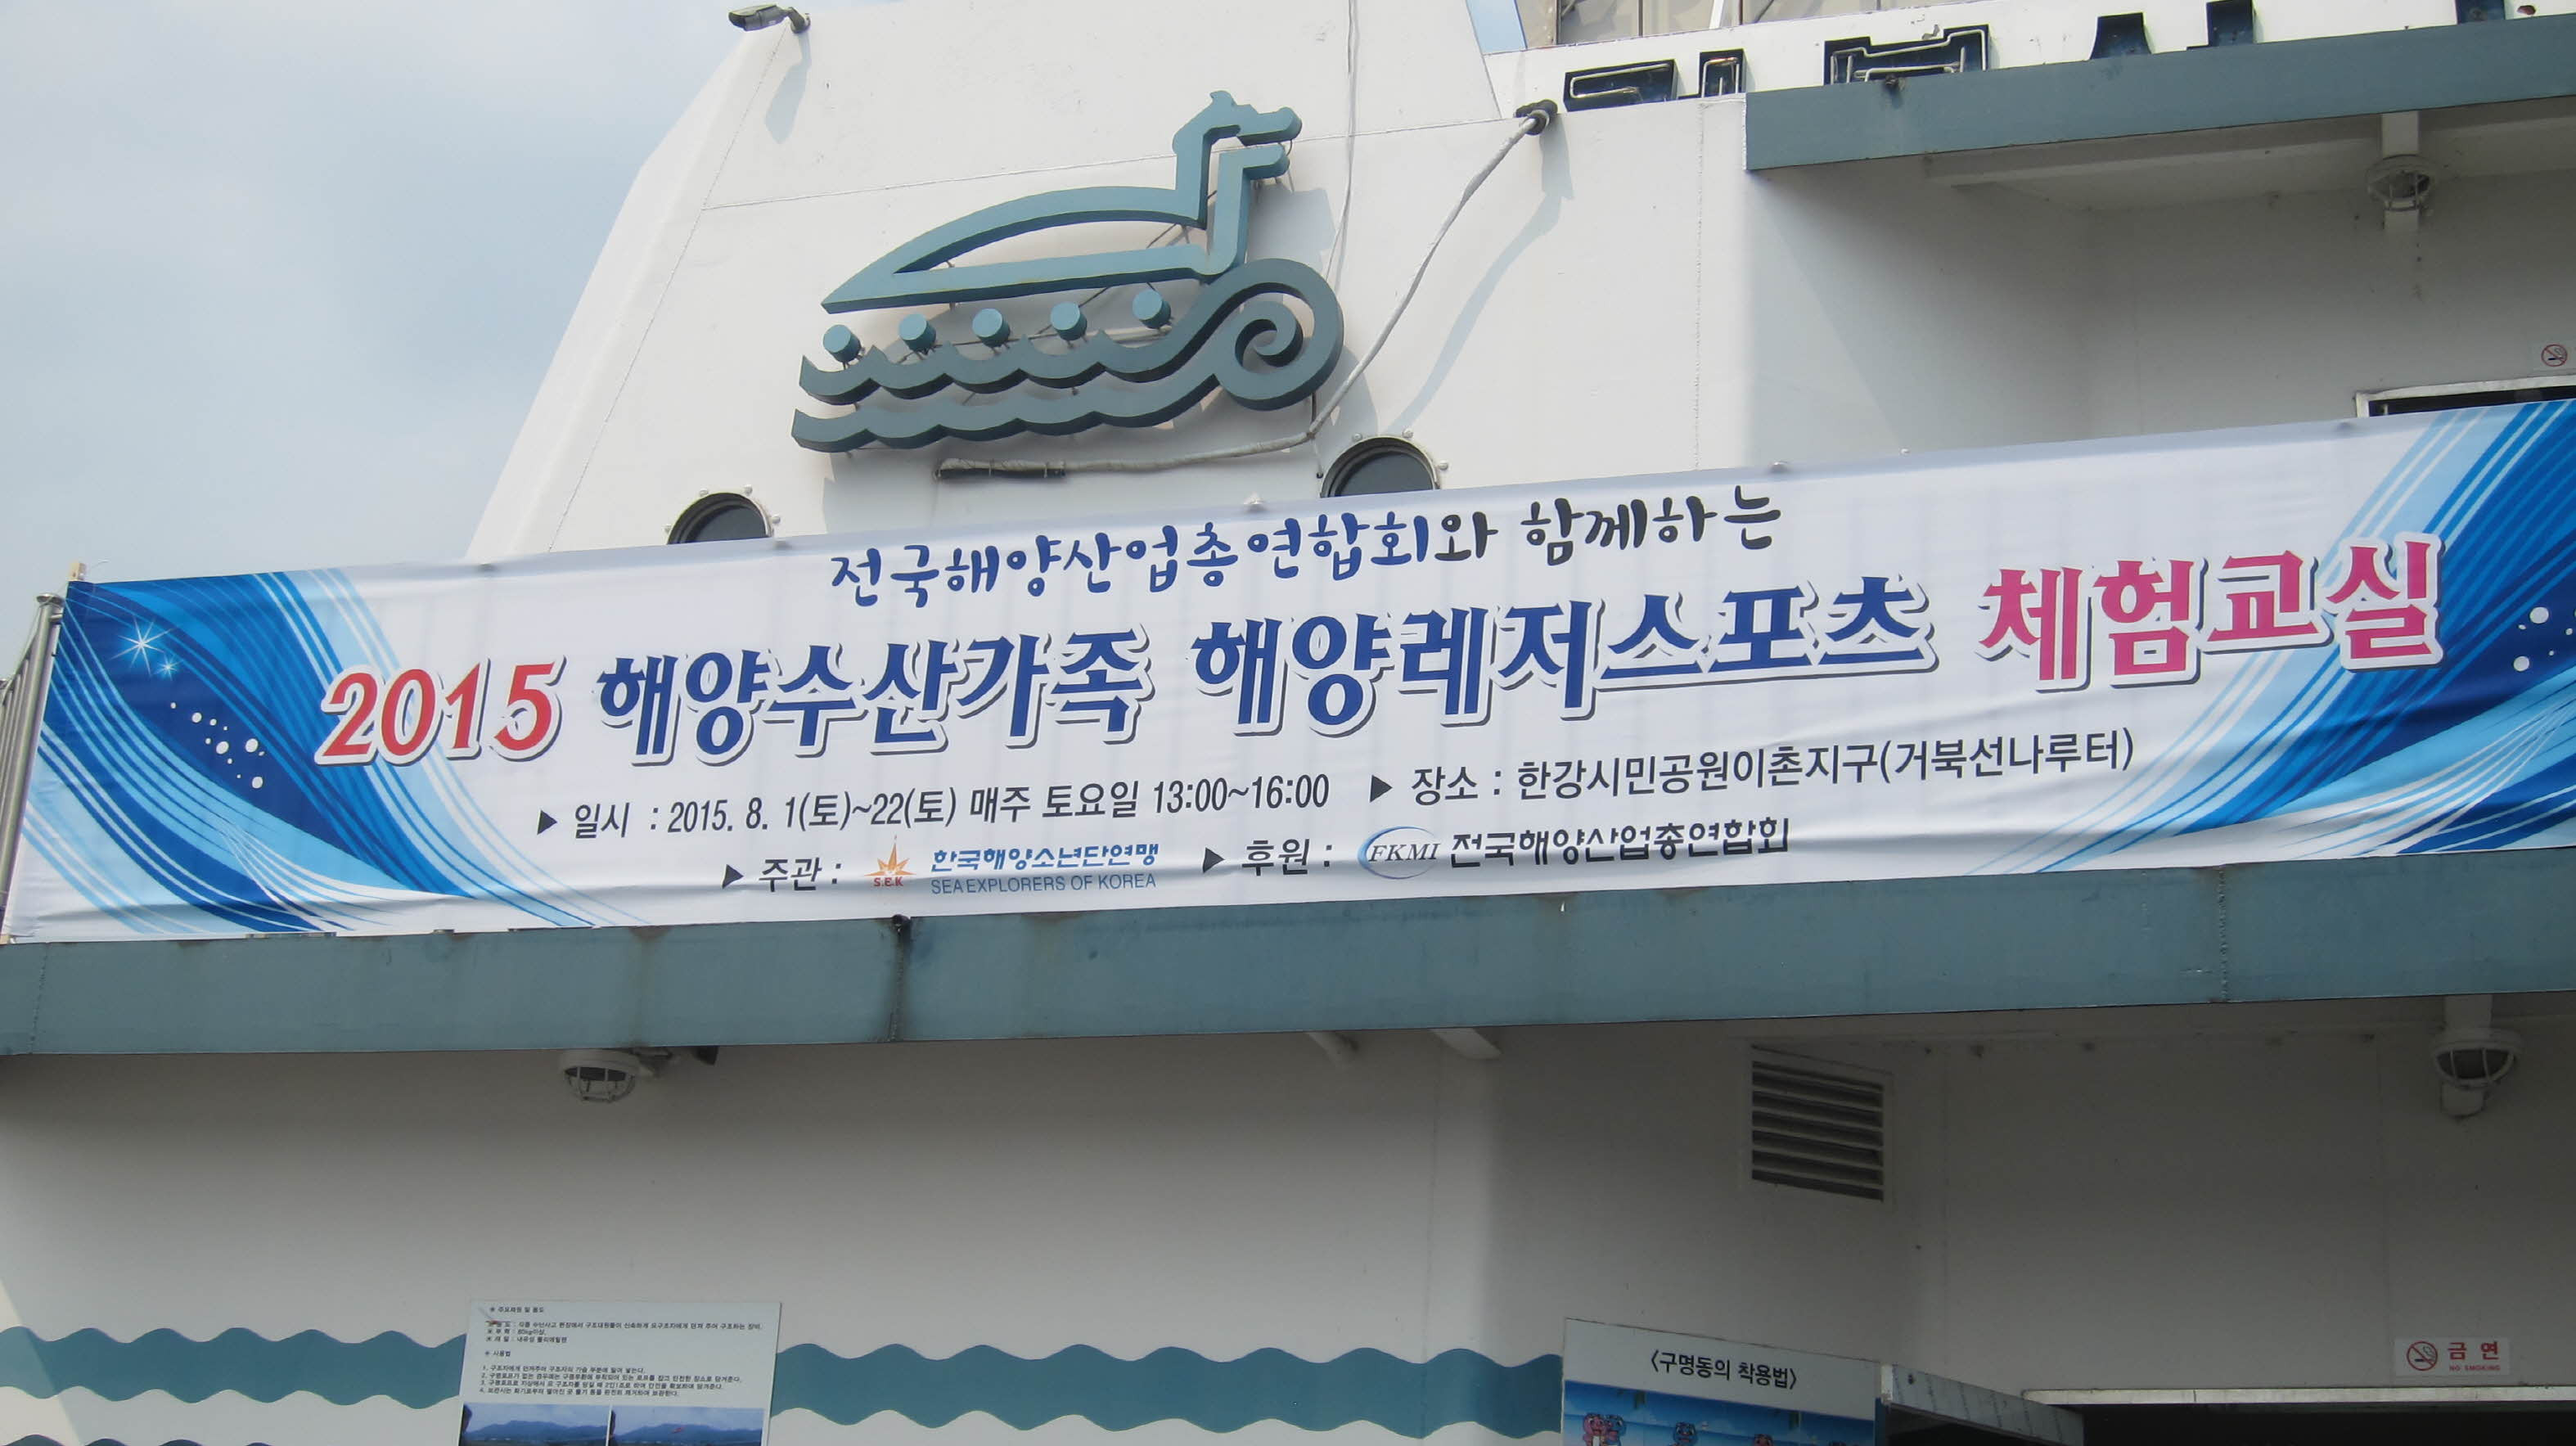 전국해양산업총연합회와 함께하는
2015 해양수산가족 해양레저스포츠 체험교실
▶ 일시 : 2015. 8. 1(토)~22(토) 매주 토요일 13:00~16:00 ▶ 장소 : 한강시민공원이촌지구(거북선나루터)
▶ 주관 : S.E.K 한국해양소년단연맹 ▶ 후원 : FKMI 전국해양산업총연합회
SEA EXPLORERS OF KOREA
※ 사용법
<구명동의 착용법>
금 연
NO SMOKING